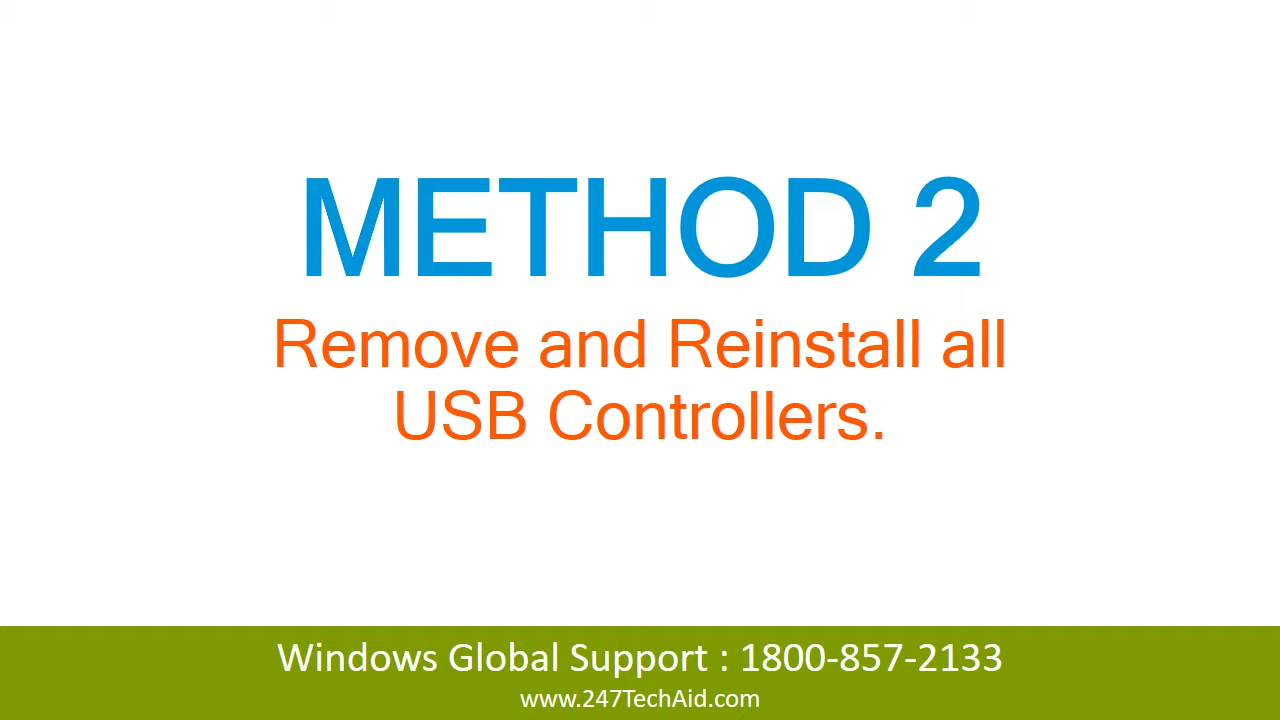 METHOD 2
Remove and Reinstall all
USB Controllers.
Windows Global Support : 1800-857-2133
www.247TechAid.com